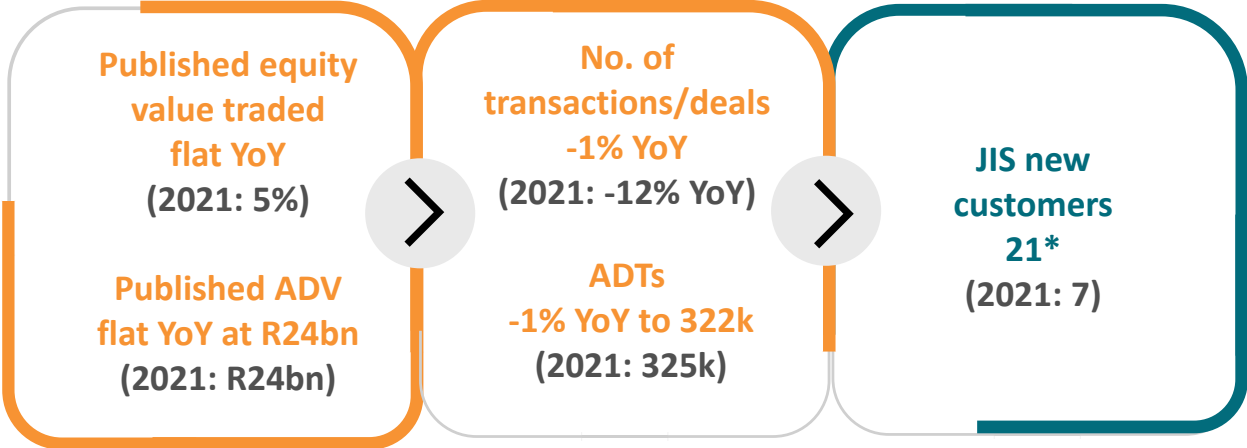 Published equity
value traded
flat YoY
(2021: 5%)
Published ADV
flat YoY at R24bn
(2021: R24bn)
No. of
transactions/deals
-1% YoY
(2021: -12% YoY)
ADTs
-1% YoY to 322k
(2021: 325k)
JIS new
customers
21*
(2021: 7)